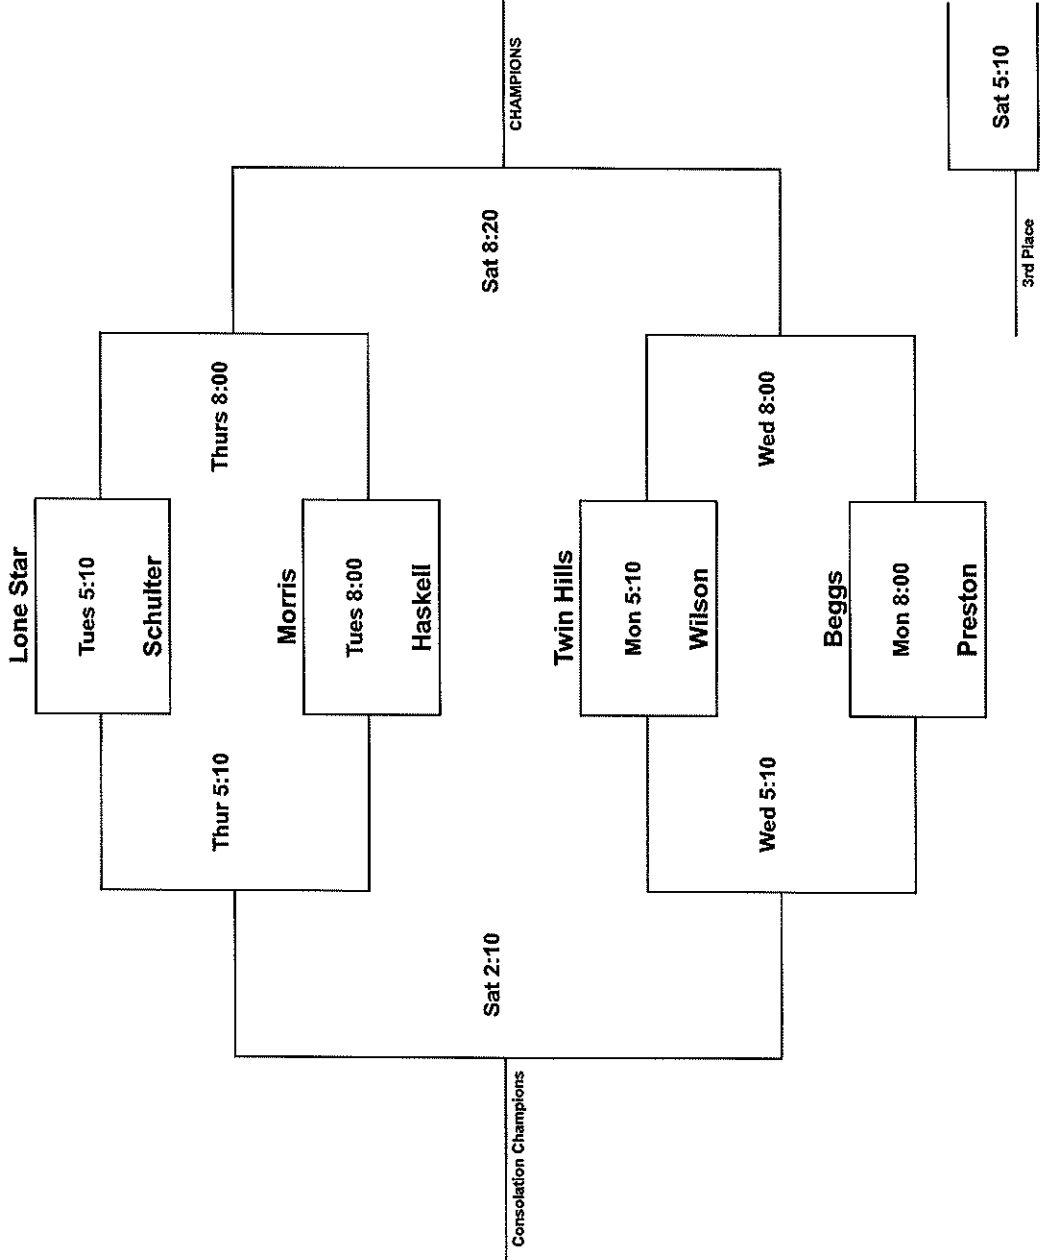 Lone Star
Tues 5:10
Schulter
Thur 5:10
Thurs 8:00
Morris
Tues 8:00
Haskell
Sat 2:10
Sat 8:20
Consolation Champions
CHAMPIONS
Twin Hills
Mon 5:10
Wilson
Wed 5:10
Wed 8:00
Beggs
Mon 8:00
Preston
Sat 5:10
3rd Place